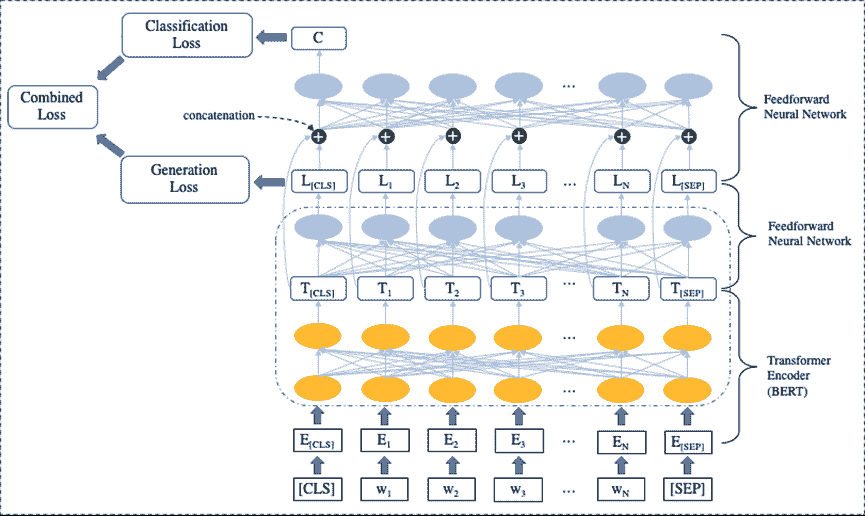 Classification
Loss
C
Combined
Loss
concatenation
Feedforward
Neural Network
+ + + + + +
...
Generation
Loss
L[CLS] L1 L2 L3 ... LN L[SEP]
...
Feedforward
Neural Network
T[CLS] T1 T2 T3 ... TN T[SEP]
...
Transformer
Encoder
(BERT)
...
E[CLS] E1 E2 E3 ... EN E[SEP]
[CLS] w1 w2 w3 ... wN [SEP]